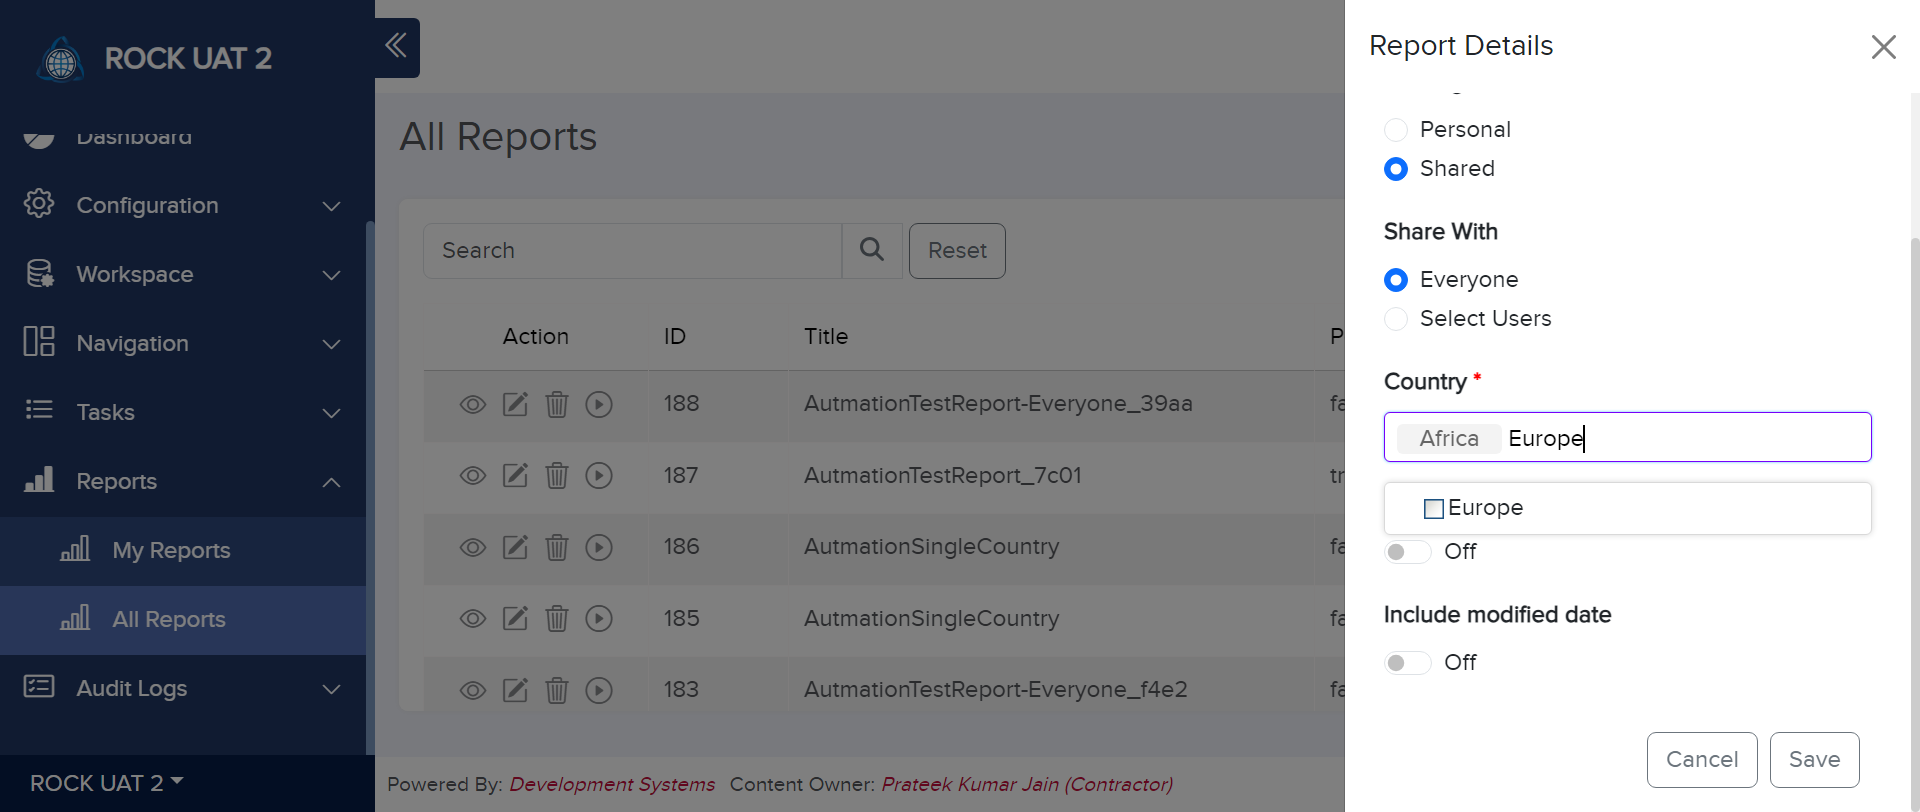 ROCK UAT 2
Dashboard
Configuration
Workspace
Navigation
Tasks
Reports
My Reports
All Reports
Audit Logs
ROCK UAT 2
All Reports
Search
Reset
Action ID Title
188 AutmationTestReport-Everyone_39aa fa
187 AutmationTestReport_7c01 tr
186 AutmationSingleCountry fa
185 AutmationSingleCountry fa
183 AutmationTestReport-Everyone_f4e2 fa
Powered By: Development Systems Content Owner: Prateek Kumar Jain (Contractor)
Report Details
Personal
Shared
Share With
Everyone
Select Users
Country *
Africa Europe
Europe
Off
Include modified date
Off
Cancel Save